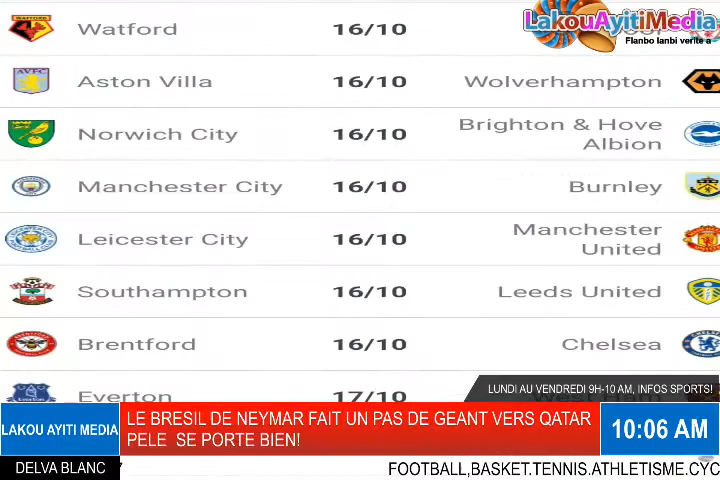 Watford 16/10
LakouAyitiMedia
Flanbo lanbi verite a
Aston Villa 16/10 Wolverhampton
Norwich City 16/10 Brighton & Hove
Albion
Manchester City 16/10 Burnley
Leicester City 16/10 Manchester
United
Southampton 16/10 Leeds United
Brentford 16/10 Chelsea
Everton 17/10 West Ham
LUNDI AU VENDREDI 9H-10 AM, INFOS SPORTS!
LAKOU AYITI MEDIA
LE BRESIL DE NEYMAR FAIT UN PAS DE GEANT VERS QATAR
PELE SE PORTE BIEN!
10:06 AM
DELVA BLANC
FOOTBALL,BASKET.TENNIS.ATHLETISME.CYC